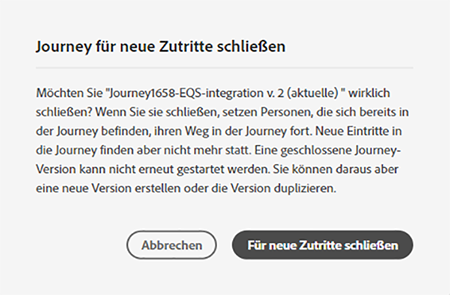 Journey für neue Zutritte schließen
Möchten Sie "Journey1658-EQS-integration v. 2 (aktuelle) " wirklich
schließen? Wenn Sie sie schließen, setzen Personen, die sich bereits in
der Journey befinden, ihren Weg in der Journey fort. Neue Eintritte in
die Journey finden aber nicht mehr statt. Eine geschlossene Journey-
Version kann nicht erneut gestartet werden. Sie können daraus aber
eine neue Version erstellen oder die Version duplizieren.
Abbrechen
Für neue Zutritte schließen